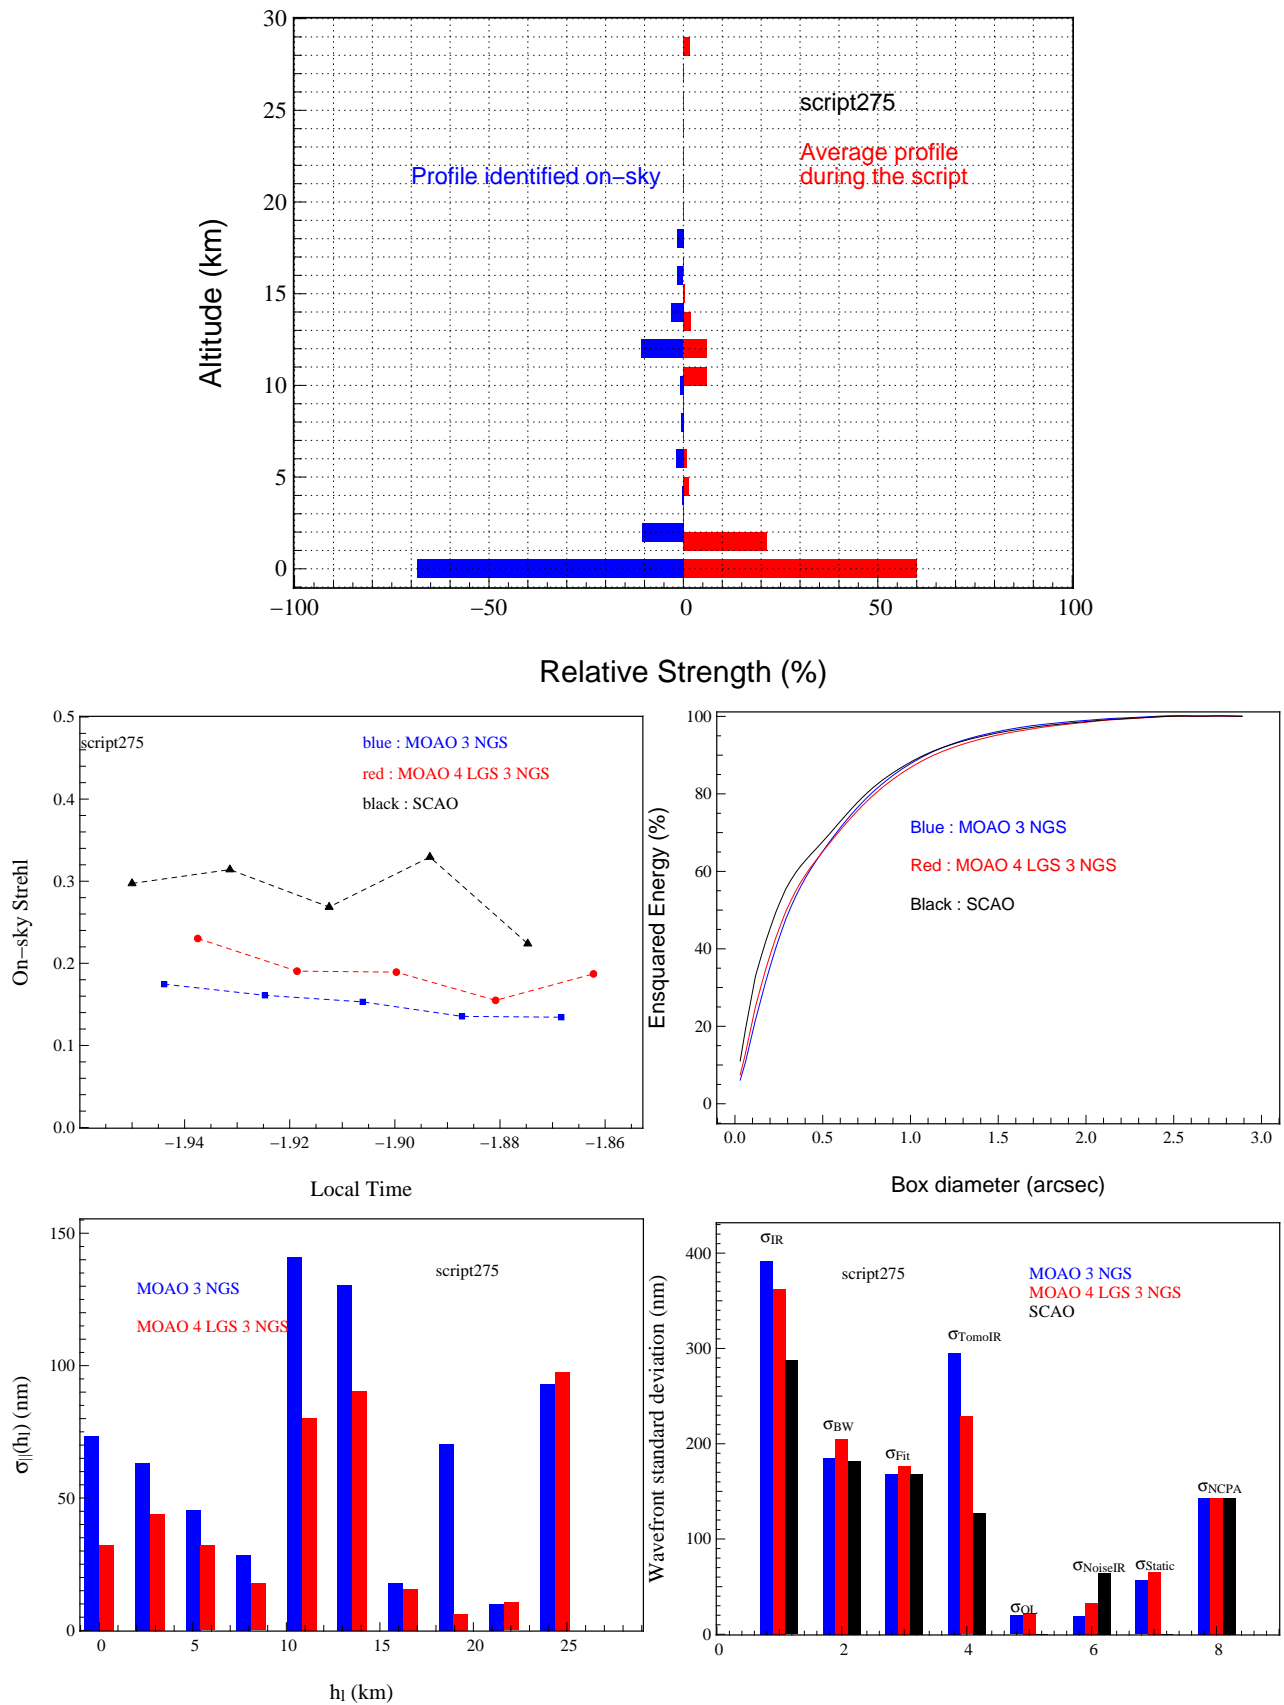 30
25
20
15
10
5
0
Altitude (km)
script275
Average profile
during the script
Profile identified on−sky
−100
−50
0
50
100
Relative Strength (%)
0.5
0.4
0.3
0.2
0.1
0.0
On−sky Strehl
script275
blue : MOAO 3 NGS
red : MOAO 4 LGS 3 NGS
black : SCAO
−1.94
−1.92
−1.90
−1.88
−1.86
Local Time
100
80
60
40
20
0
Ensquared Energy (%)
Blue : MOAO 3 NGS
Red : MOAO 4 LGS 3 NGS
Black : SCAO
0.0
0.5
1.0
1.5
2.0
2.5
3.0
Box diameter (arcsec)
150
100
50
0
σ||(hl) (nm)
script275
MOAO 3 NGS
MOAO 4 LGS 3 NGS
0
5
10
15
20
25
hl (km)
400
300
200
100
0
Wavefront standard deviation (nm)
σIR
script275
MOAO 3 NGS
MOAO 4 LGS 3 NGS
SCAO
σTomoIR
σBW
σFit
σOL
σNoiseIR
σStatic
σNCPA
0
2
4
6
8